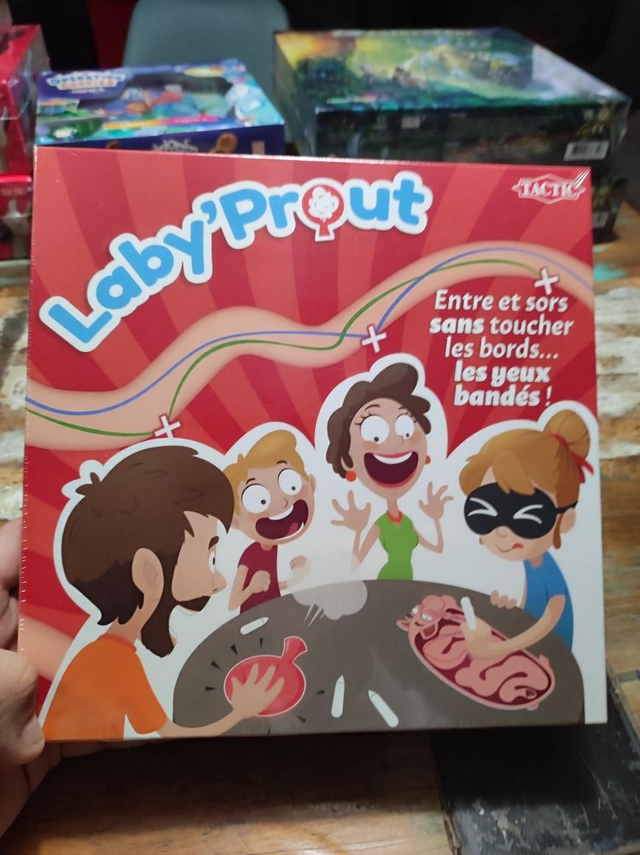 Laby'Prout
TACTIC
Entre et sors
sans toucher
les bords...
les yeux
bandés !